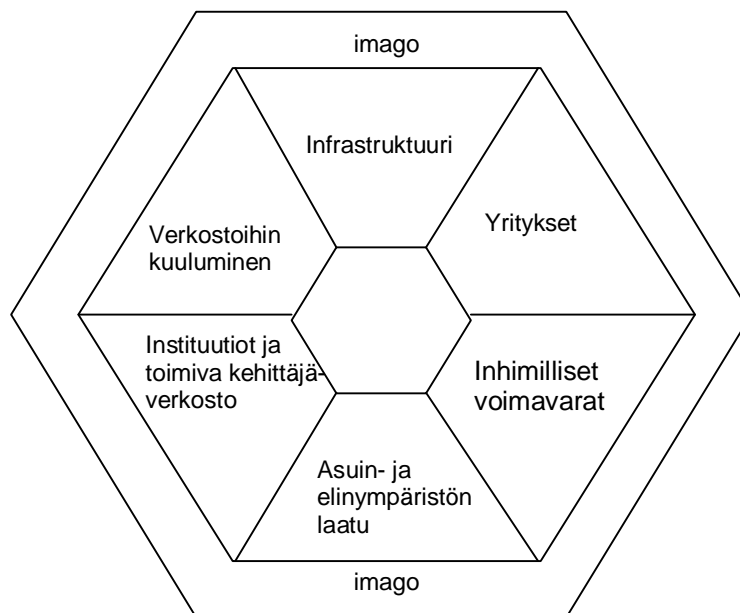 imago
Infrastruktuuri
Yritykset
Verkostoihin
kuuluminen
Instituutiot ja
toimiva kehittäjä-
verkosto
Inhimilliset
voimavarat
Asuin- ja
elinympäristön
laatu
imago